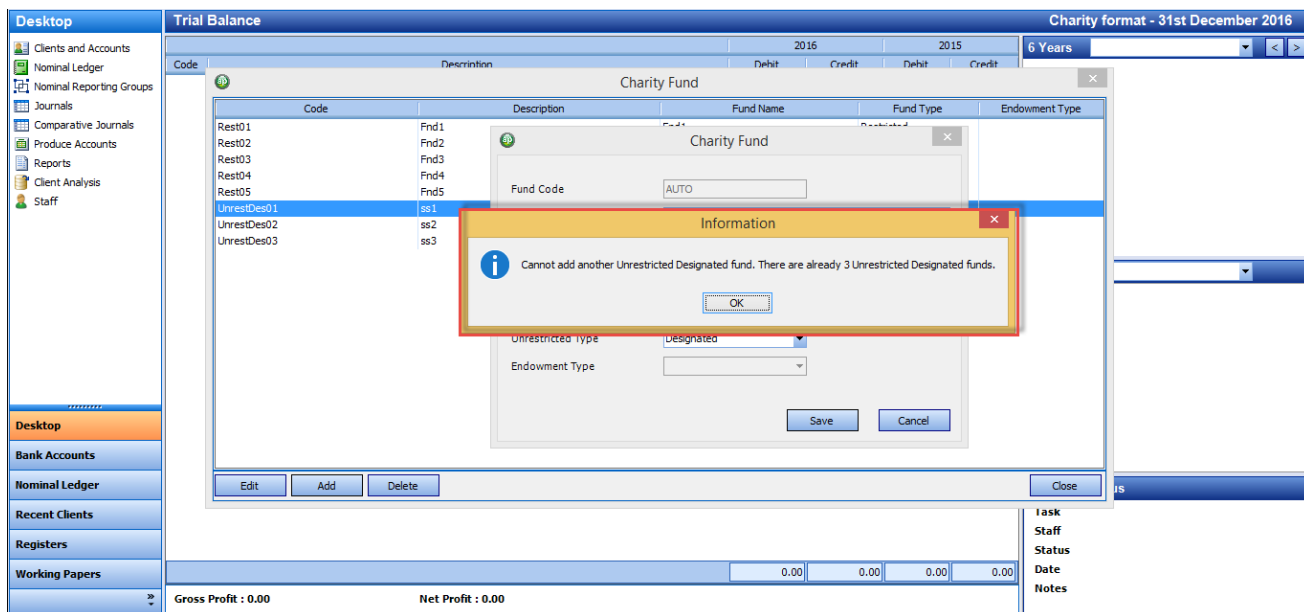 Desktop
Trial Balance
Charity format - 31st December 2016
Clients and Accounts
Nominal Ledger
Nominal Reporting Groups
Journals
Comparative Journals
Produce Accounts
Reports
Client Analysis
Staff
2016 2015
Code Description Debit Credit Debit Credit
6 Years < >
Charity Fund
Code Description Fund Name Fund Type Endowment Type
Rest01 Fnd1 Fnd1 Restricted
Rest02 Fnd2
Rest03 Fnd3
Rest04 Fnd4
Rest05 Fnd5
UnrestDes01 ss1
UnrestDes02 ss2
UnrestDes03 ss3
Charity Fund
Fund Code AUTO
Information
Cannot add another Unrestricted Designated fund. There are already 3 Unrestricted Designated funds.
OK
Unrestricted Type Designated
Endowment Type
Save Cancel
Edit Add Delete Close
Desktop
Bank Accounts
Nominal Ledger
Recent Clients
Registers
Working Papers
Task
Staff
Status
Date
Notes
0.00 0.00 0.00 0.00
Gross Profit : 0.00 Net Profit : 0.00